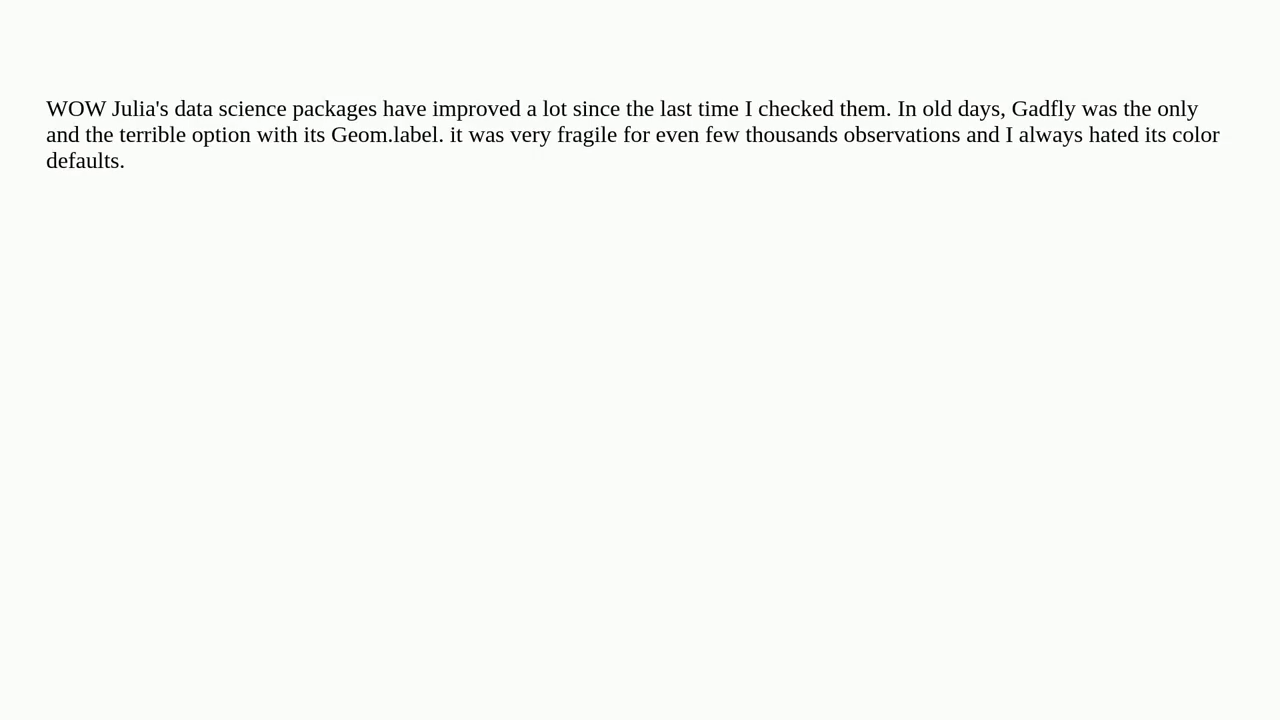 WOW Julia's data science packages have improved a lot since the last time I checked them. In old days, Gadfly was the only
and the terrible option with its Geom.label. it was very fragile for even few thousands observations and I always hated its color
defaults.